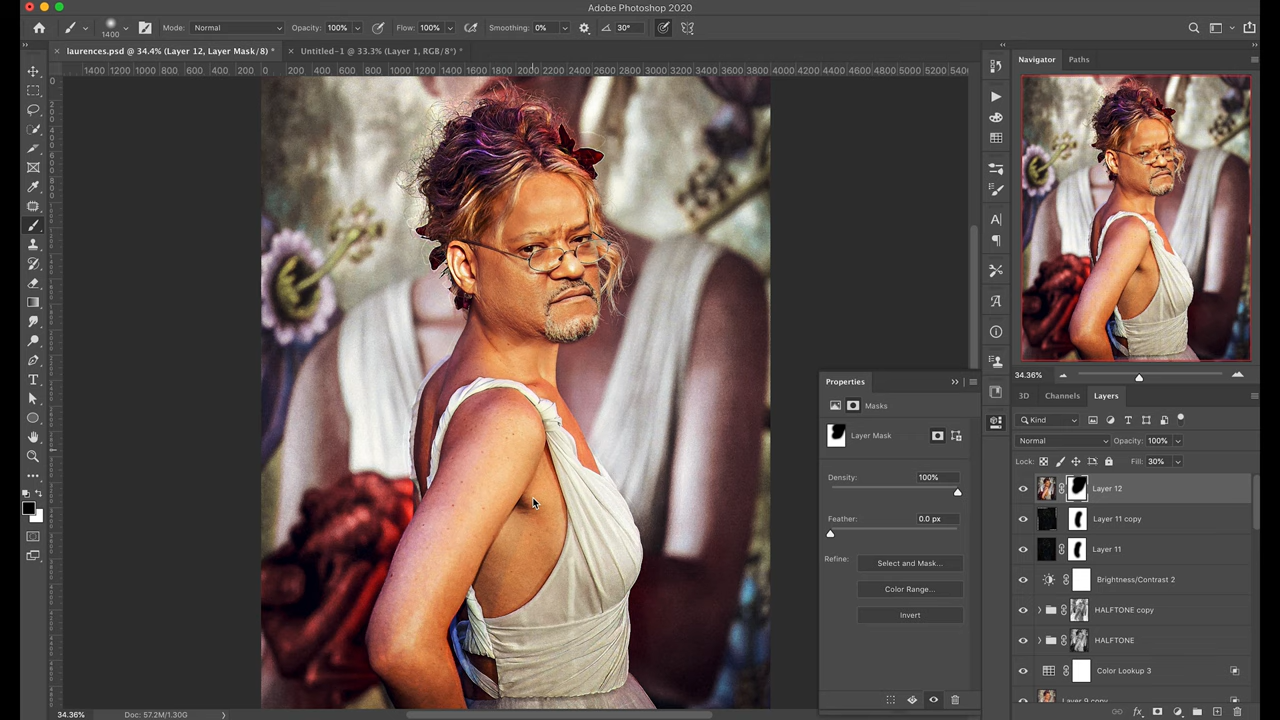 Adobe Photoshop 2020
1400
Mode: Normal
Opacity: 100%
Flow: 100%
Smoothing: 0%
30°
laurences.psd @ 34.4% (Layer 12, Layer Mask/8) *
Untitled-1 @ 33.3% (Layer 1, RGB/8*) *
1400 1200 1000 800 600 400 200 0 200 400 600 800 1000 1200 1400 1600 1800 2000 2200 2400 2600 2800 3000 3200 3400 3600 3800 4000 4200 4400 4600 4800 5000 5200 540
Navigator Paths
34.36%
3D Channels Layers
Kind
Normal Opacity: 100%
Lock: Fill: 30%
Layer 12
Layer 11 copy
Layer 11
Brightness/Contrast 2
HALFTONE copy
HALFTONE
Color Lookup 3
Layer 9 copy
Properties
Masks
Layer Mask
Density: 100%
Feather: 0.0 px
Refine: Select and Mask...
Color Range...
Invert
34.36% Doc: 57.2M/1.30G